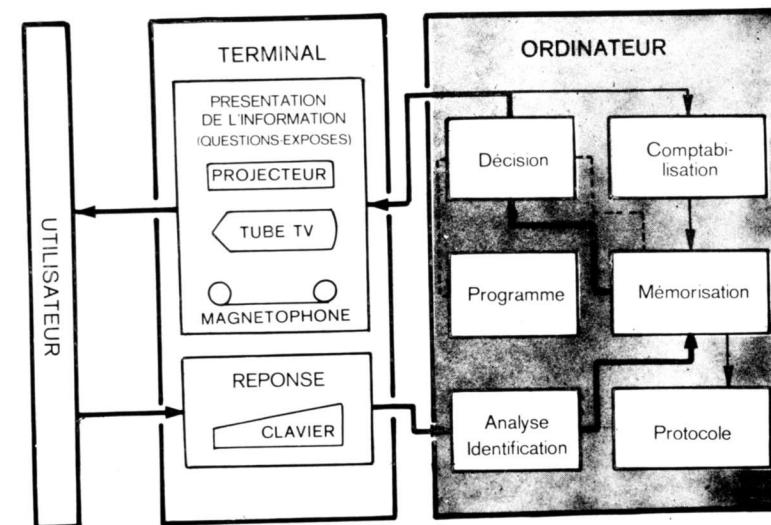 UTILISATEUR
TERMINAL
PRESENTATION
DE L'INFORMATION
(QUESTIONS-EXPOSES)
PROJECTEUR
TUBE TV
MAGNETOPHONE
REPONSE
CLAVIER
ORDINATEUR
Décision
Comptabi-
lisation
Programme
Mémorisation
Analyse
Identification
Protocole